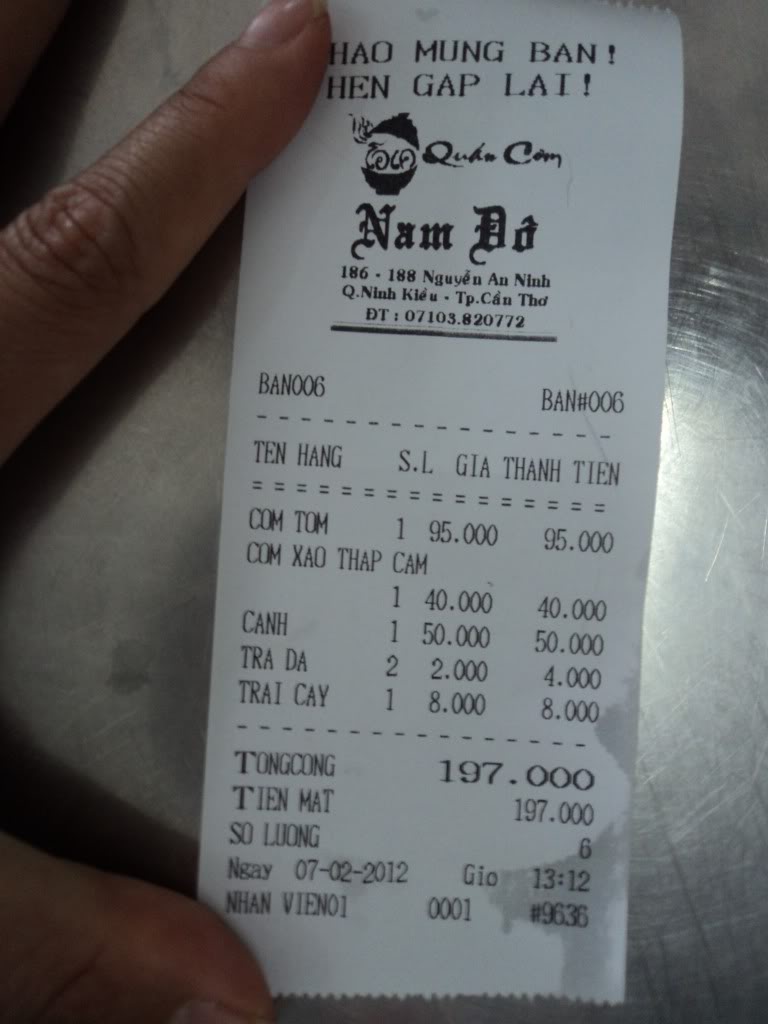 HAO MUNG BAN!
HEN GAP LAI!
Quán Cơm
Nam Đô
186 - 188 Nguyễn An Ninh
Q.Ninh Kiều - Tp.Cần Thơ
ĐT : 07103.820772
BAN006 BAN#006
TEN HANG S.L GIA THANH TIEN
COM TOM 1 95.000 95.000
COM XAO THAP CAM
1 40.000 40.000
CANH 1 50.000 50.000
TRA DA 2 2.000 4.000
TRAI CAY 1 8.000 8.000
TONGCONG 197.000
TIEN MAT 197.000
SO LUONG 6
Ngay 07-02-2012 Gio 13:12
NHAN VIEN01 0001 #9636